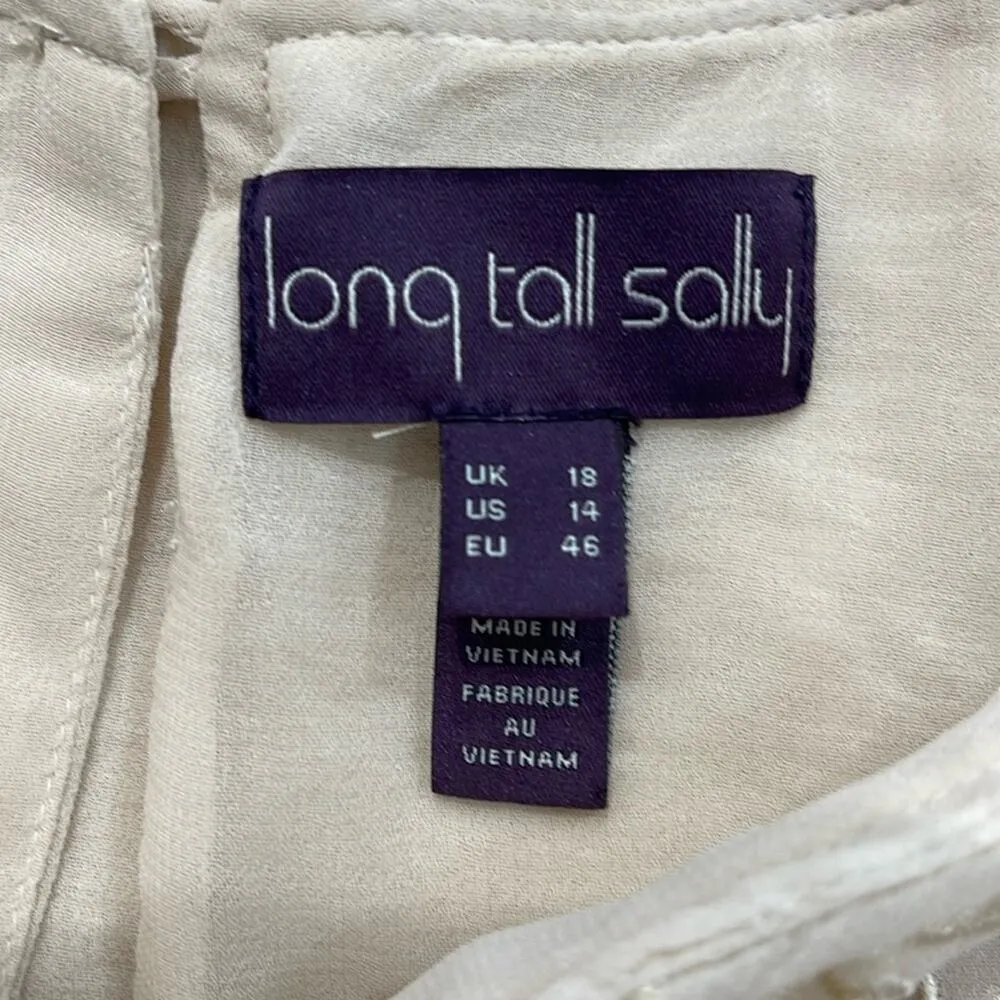 long tall sally
UK 18
US 14
EU 46
MADE IN
VIETNAM
FABRIQUE
AU
VIETNAM